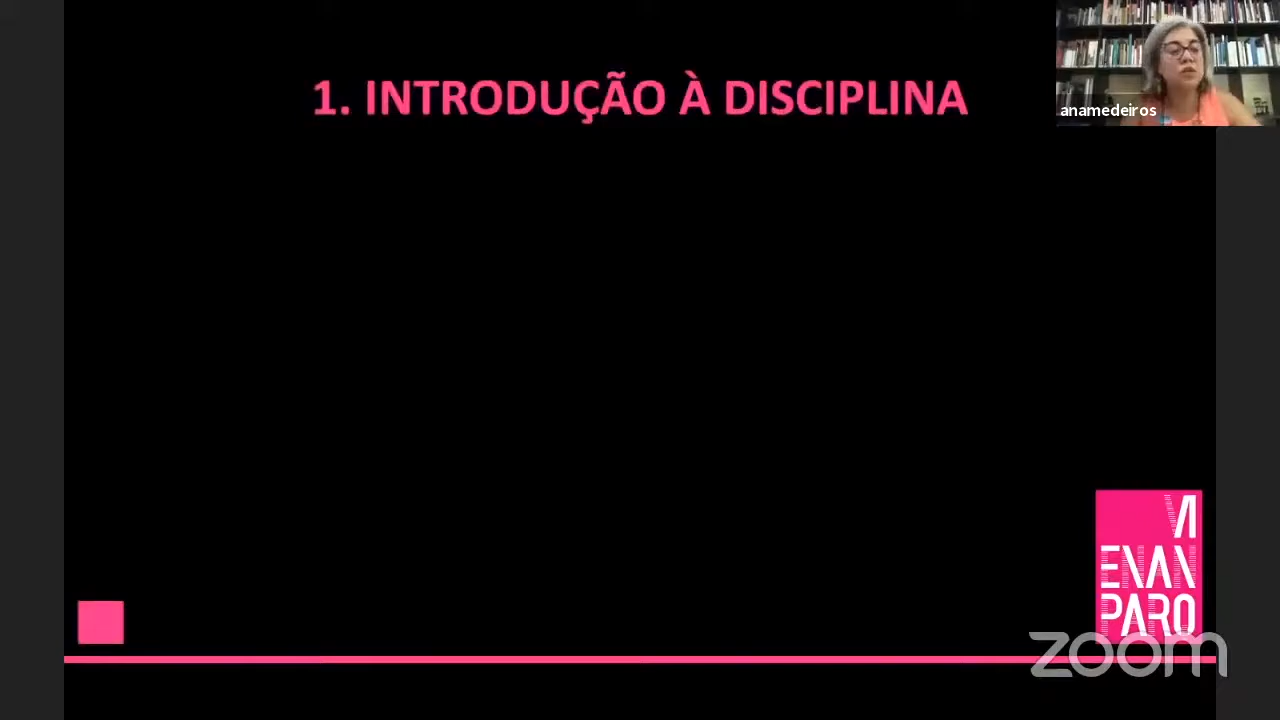 1. INTRODUÇÃO À DISCIPLINA
anamedeiros
VI
ENAN
PARQ
zoom